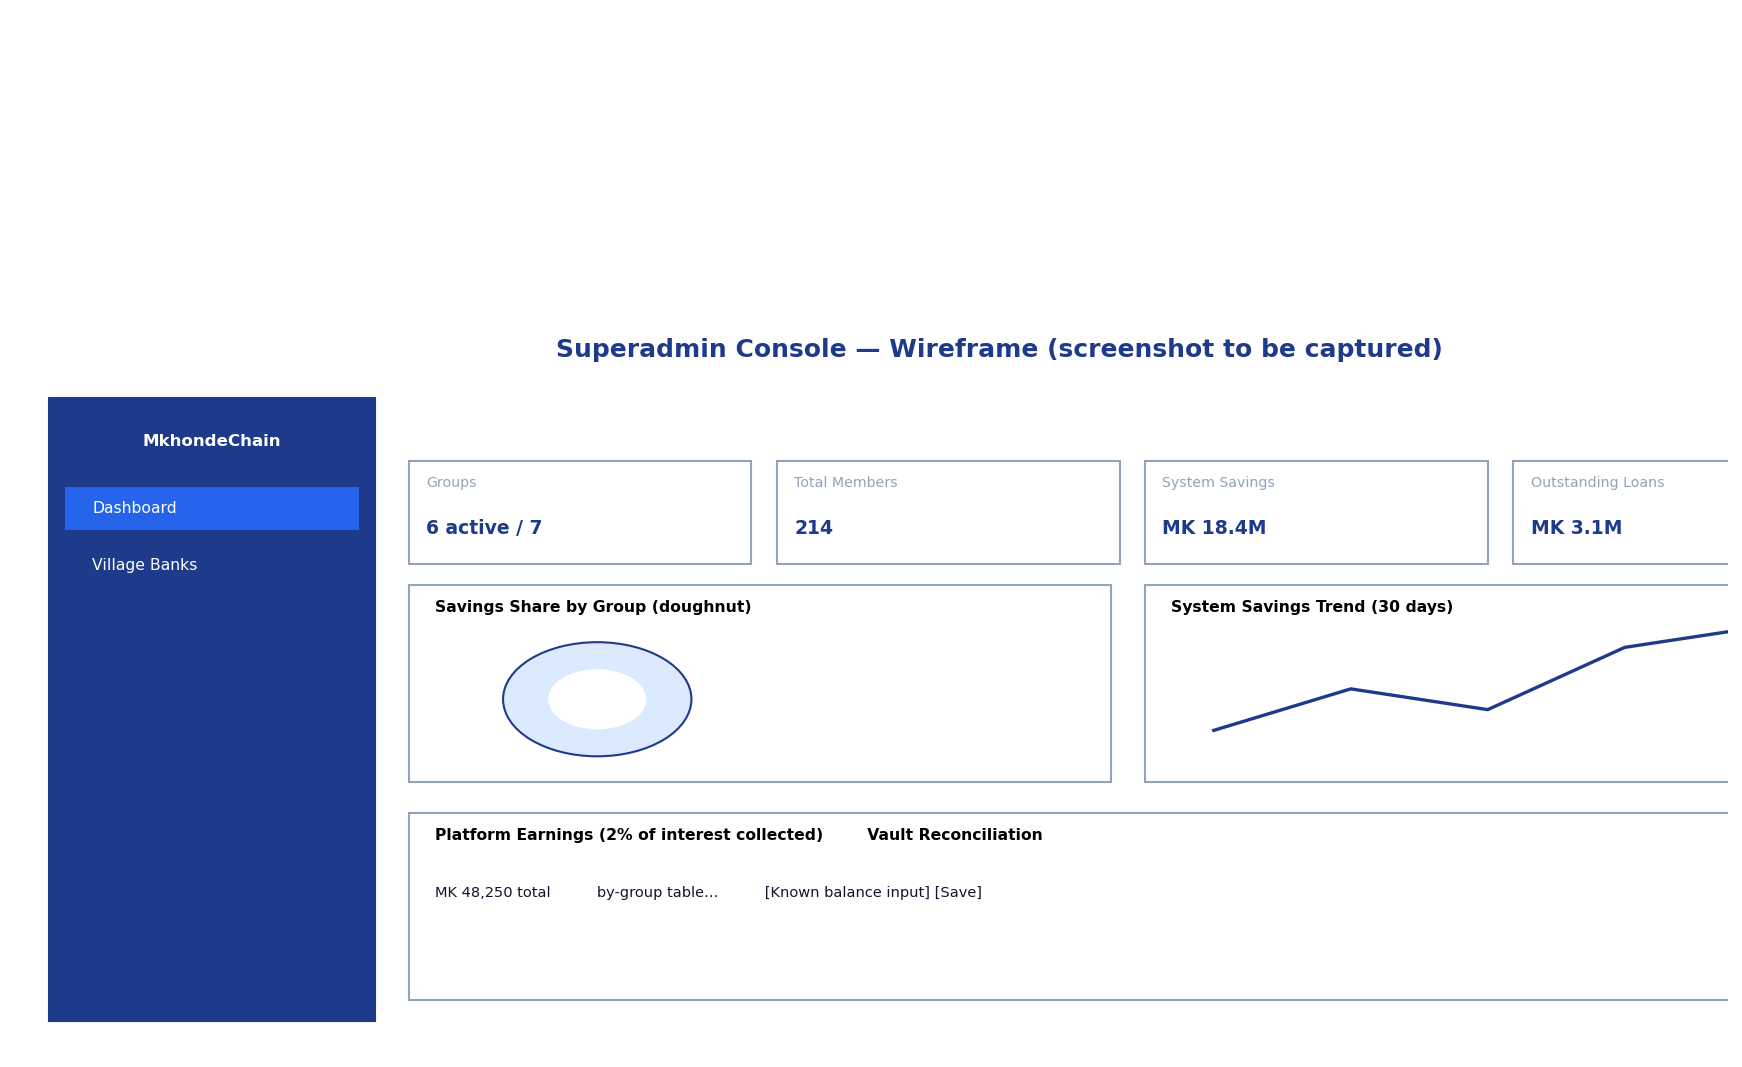 Superadmin Console — Wireframe (screenshot to be captured)
MkhondeChain
Dashboard
Village Banks
Groups
6 active / 7
Total Members
214
System Savings
MK 18.4M
Outstanding Loans
MK 3.1M
Savings Share by Group (doughnut)
System Savings Trend (30 days)
Platform Earnings (2% of interest collected) Vault Reconciliation
MK 48,250 total by-group table... [Known balance input] [Save]